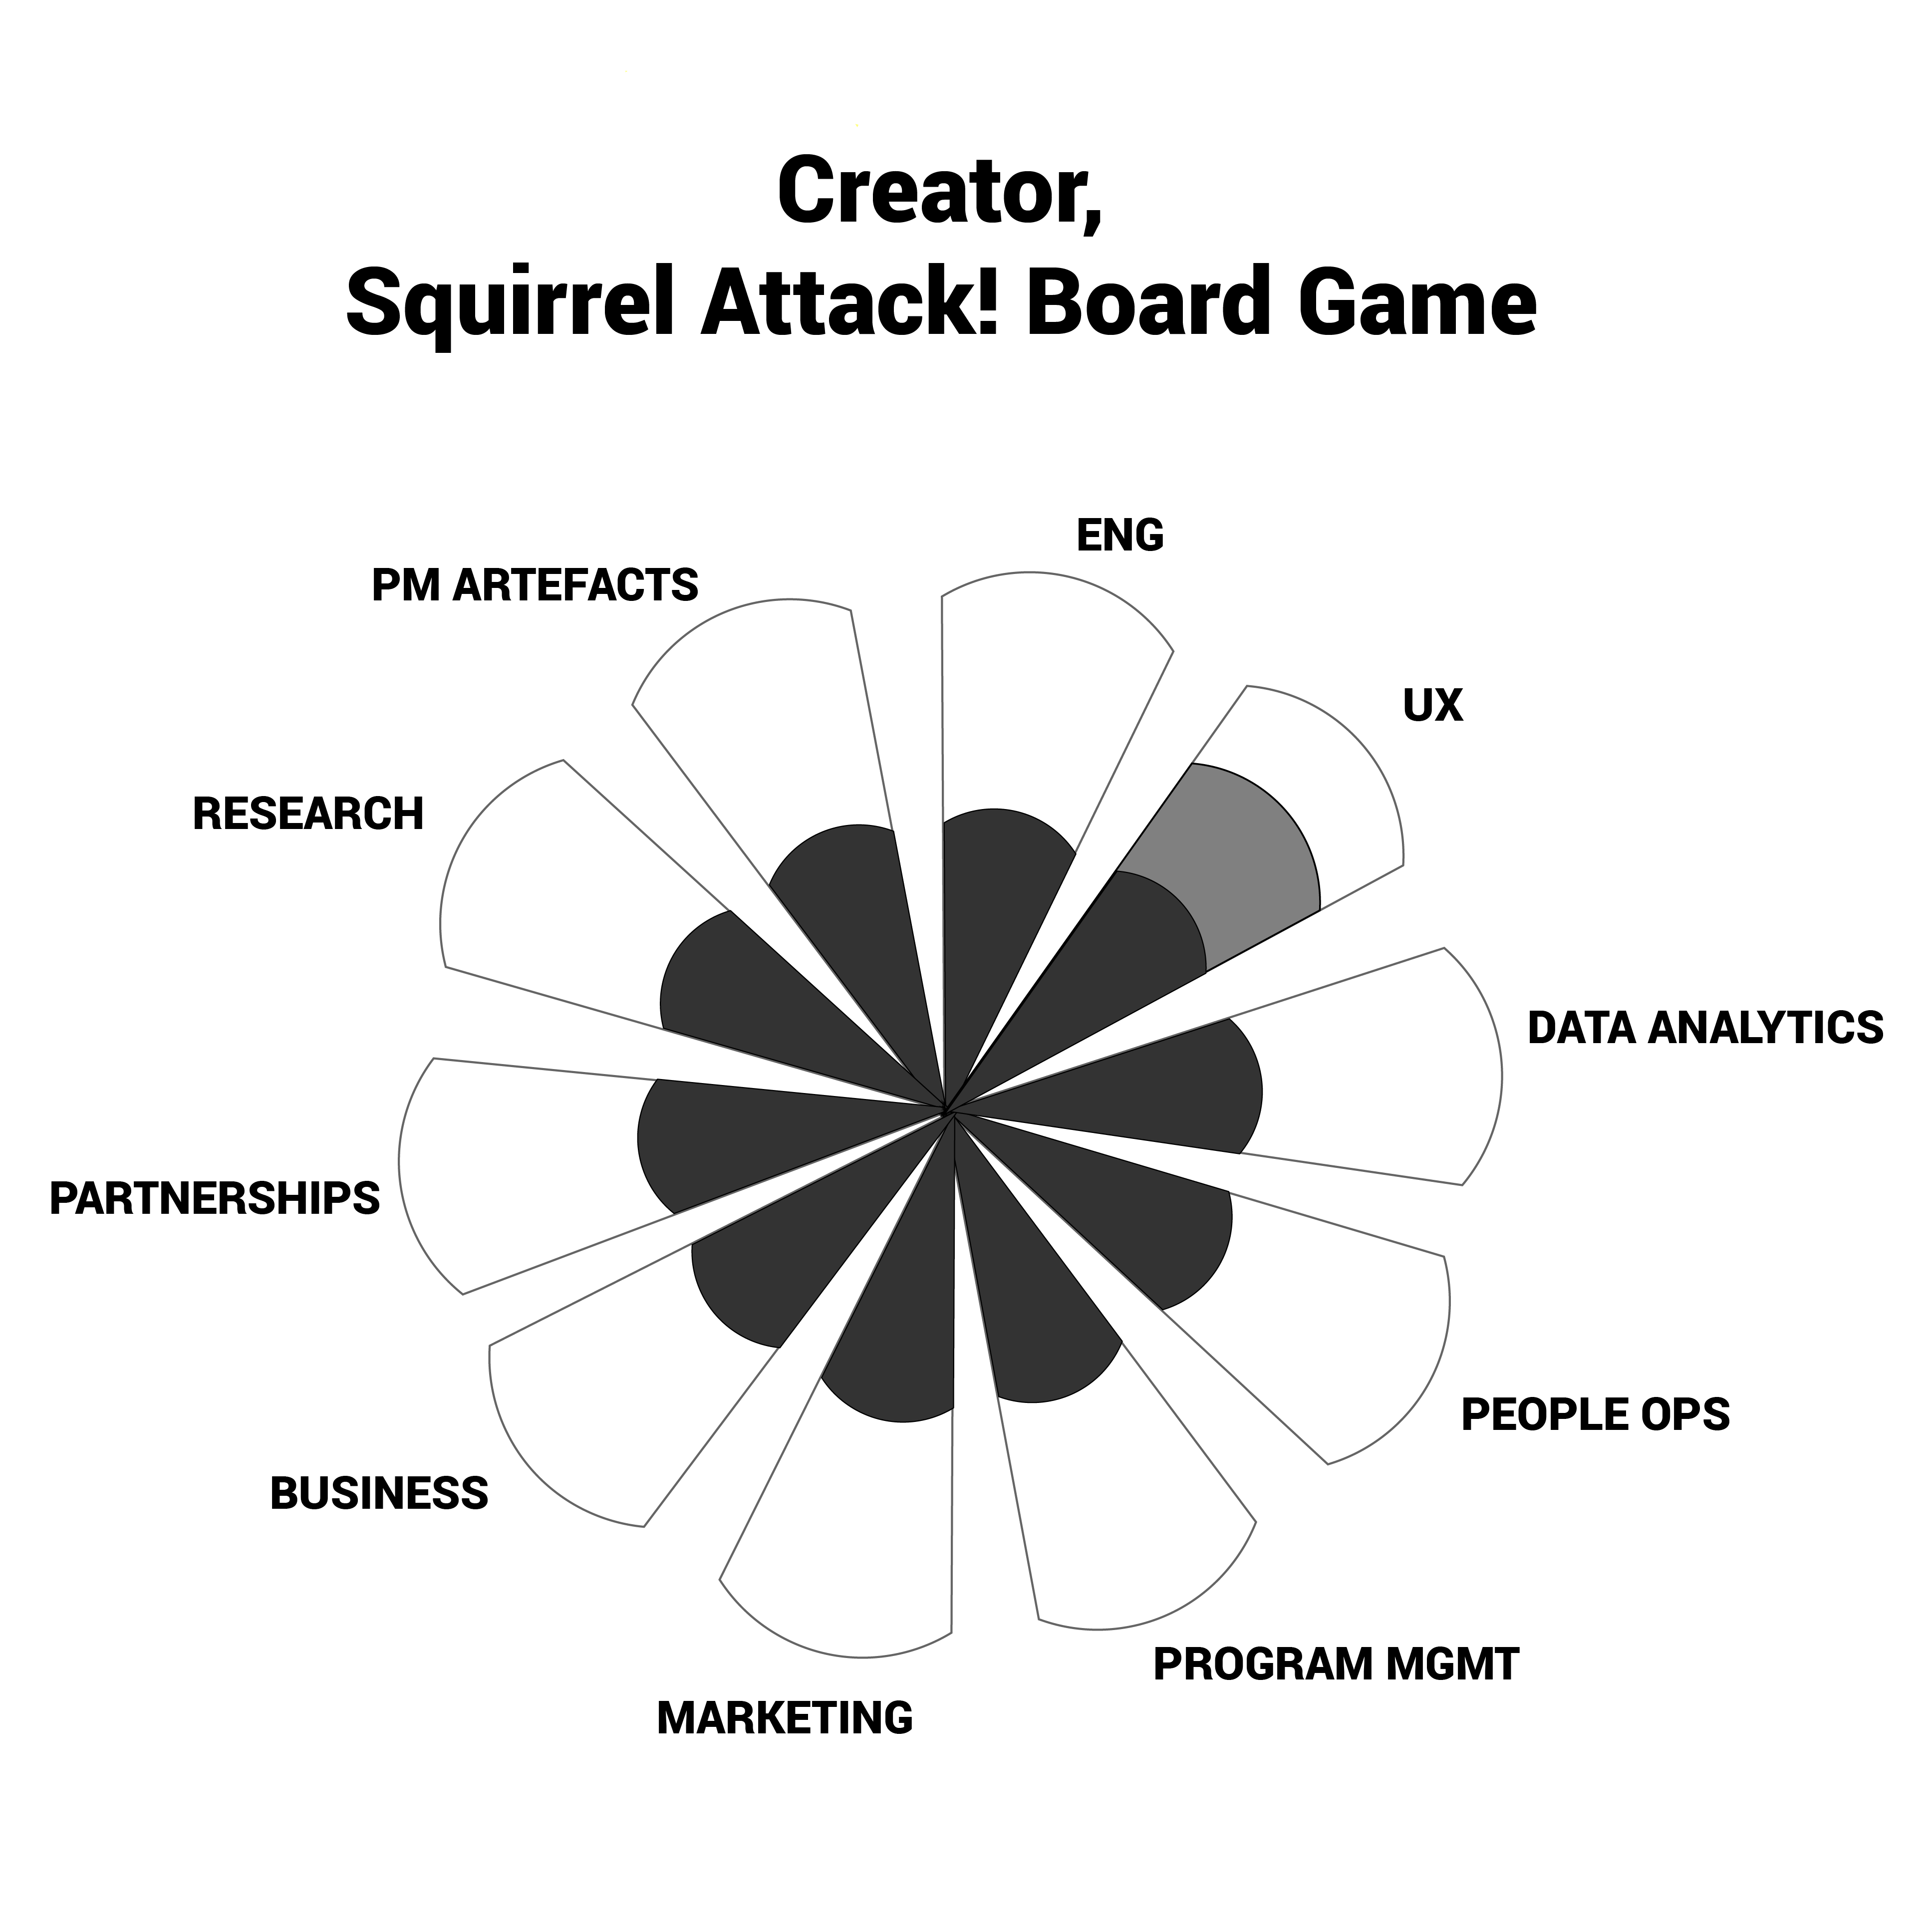 Creator,
Squirrel Attack! Board Game
ENG
PM ARTEFACTS
UX
RESEARCH
DATA ANALYTICS
PARTNERSHIPS
PEOPLE OPS
BUSINESS
PROGRAM MGMT
MARKETING